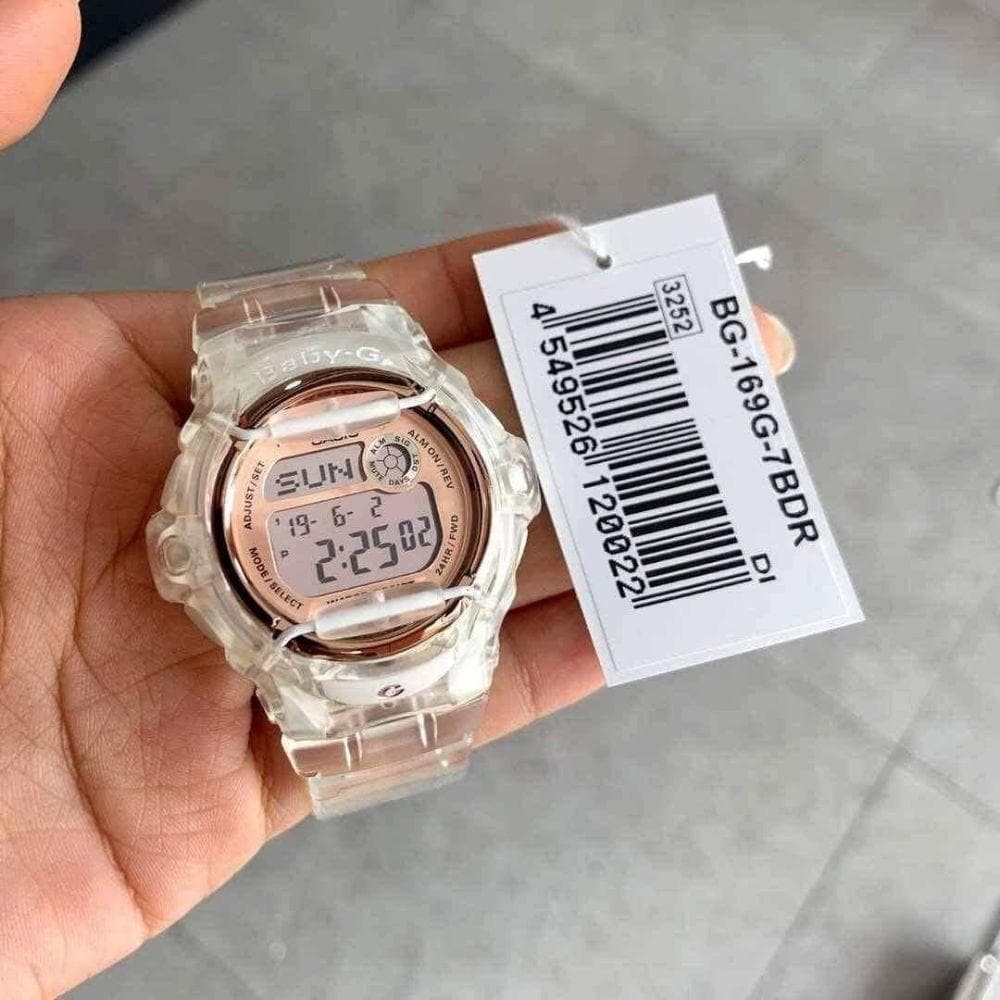 Baby-G
CASIO
ALM
SIG
MUTE
DAYS
DST
ADJUST/SET
ALM ON/REV
SUN
'19- 6- 2
P
2:25 02
MODE/SELECT
24HR/FWD
G
BG-169G-7BDR
DI
3252
4 549526 120022